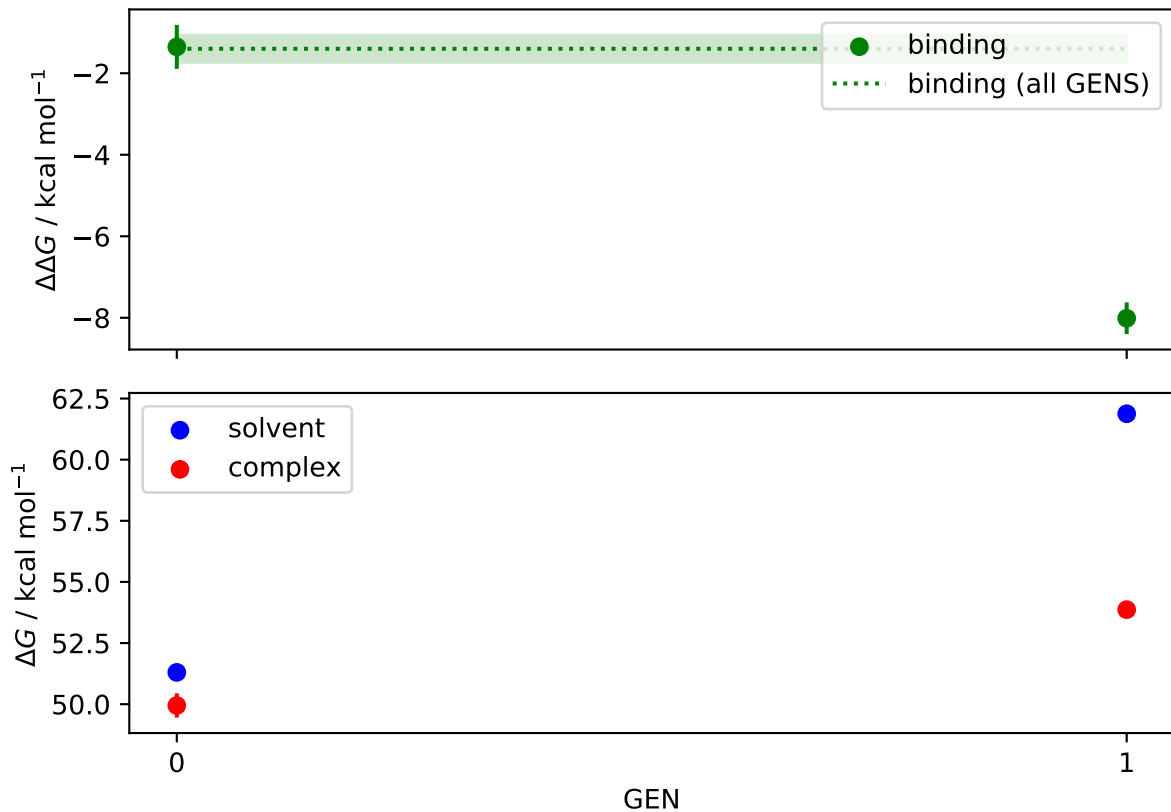 binding
binding (all GENS)
−2
−4
−6
−8
ΔΔG / kcal mol⁻¹
solvent
complex
62.5
60.0
57.5
55.0
52.5
50.0
ΔG / kcal mol⁻¹
0
1
GEN